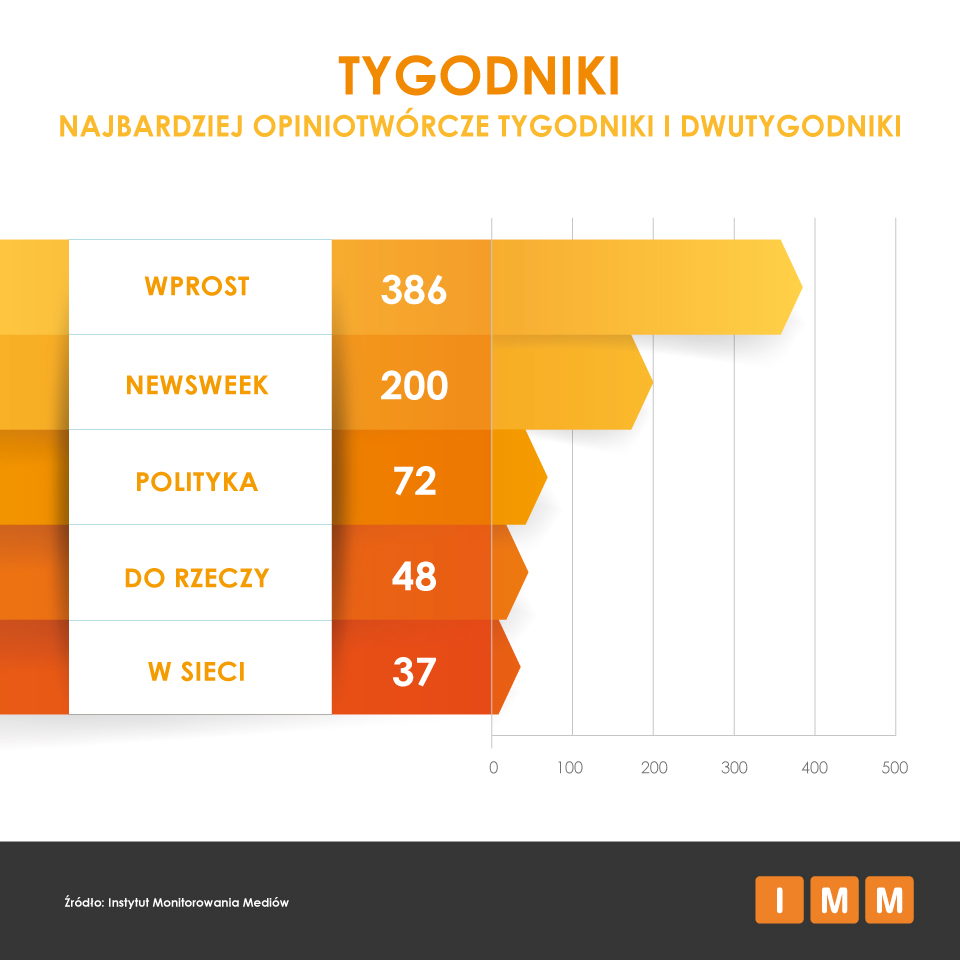 TYGODNIKI
NAJBARDZIEJ OPINIOTWÓRCZE TYGODNIKI I DWUTYGODNIKI
WPROST 386
NEWSWEEK 200
POLITYKA 72
DO RZECZY 48
W SIECI 37
0 100 200 300 400 500
Źródło: Instytut Monitorowania Mediów
IMM